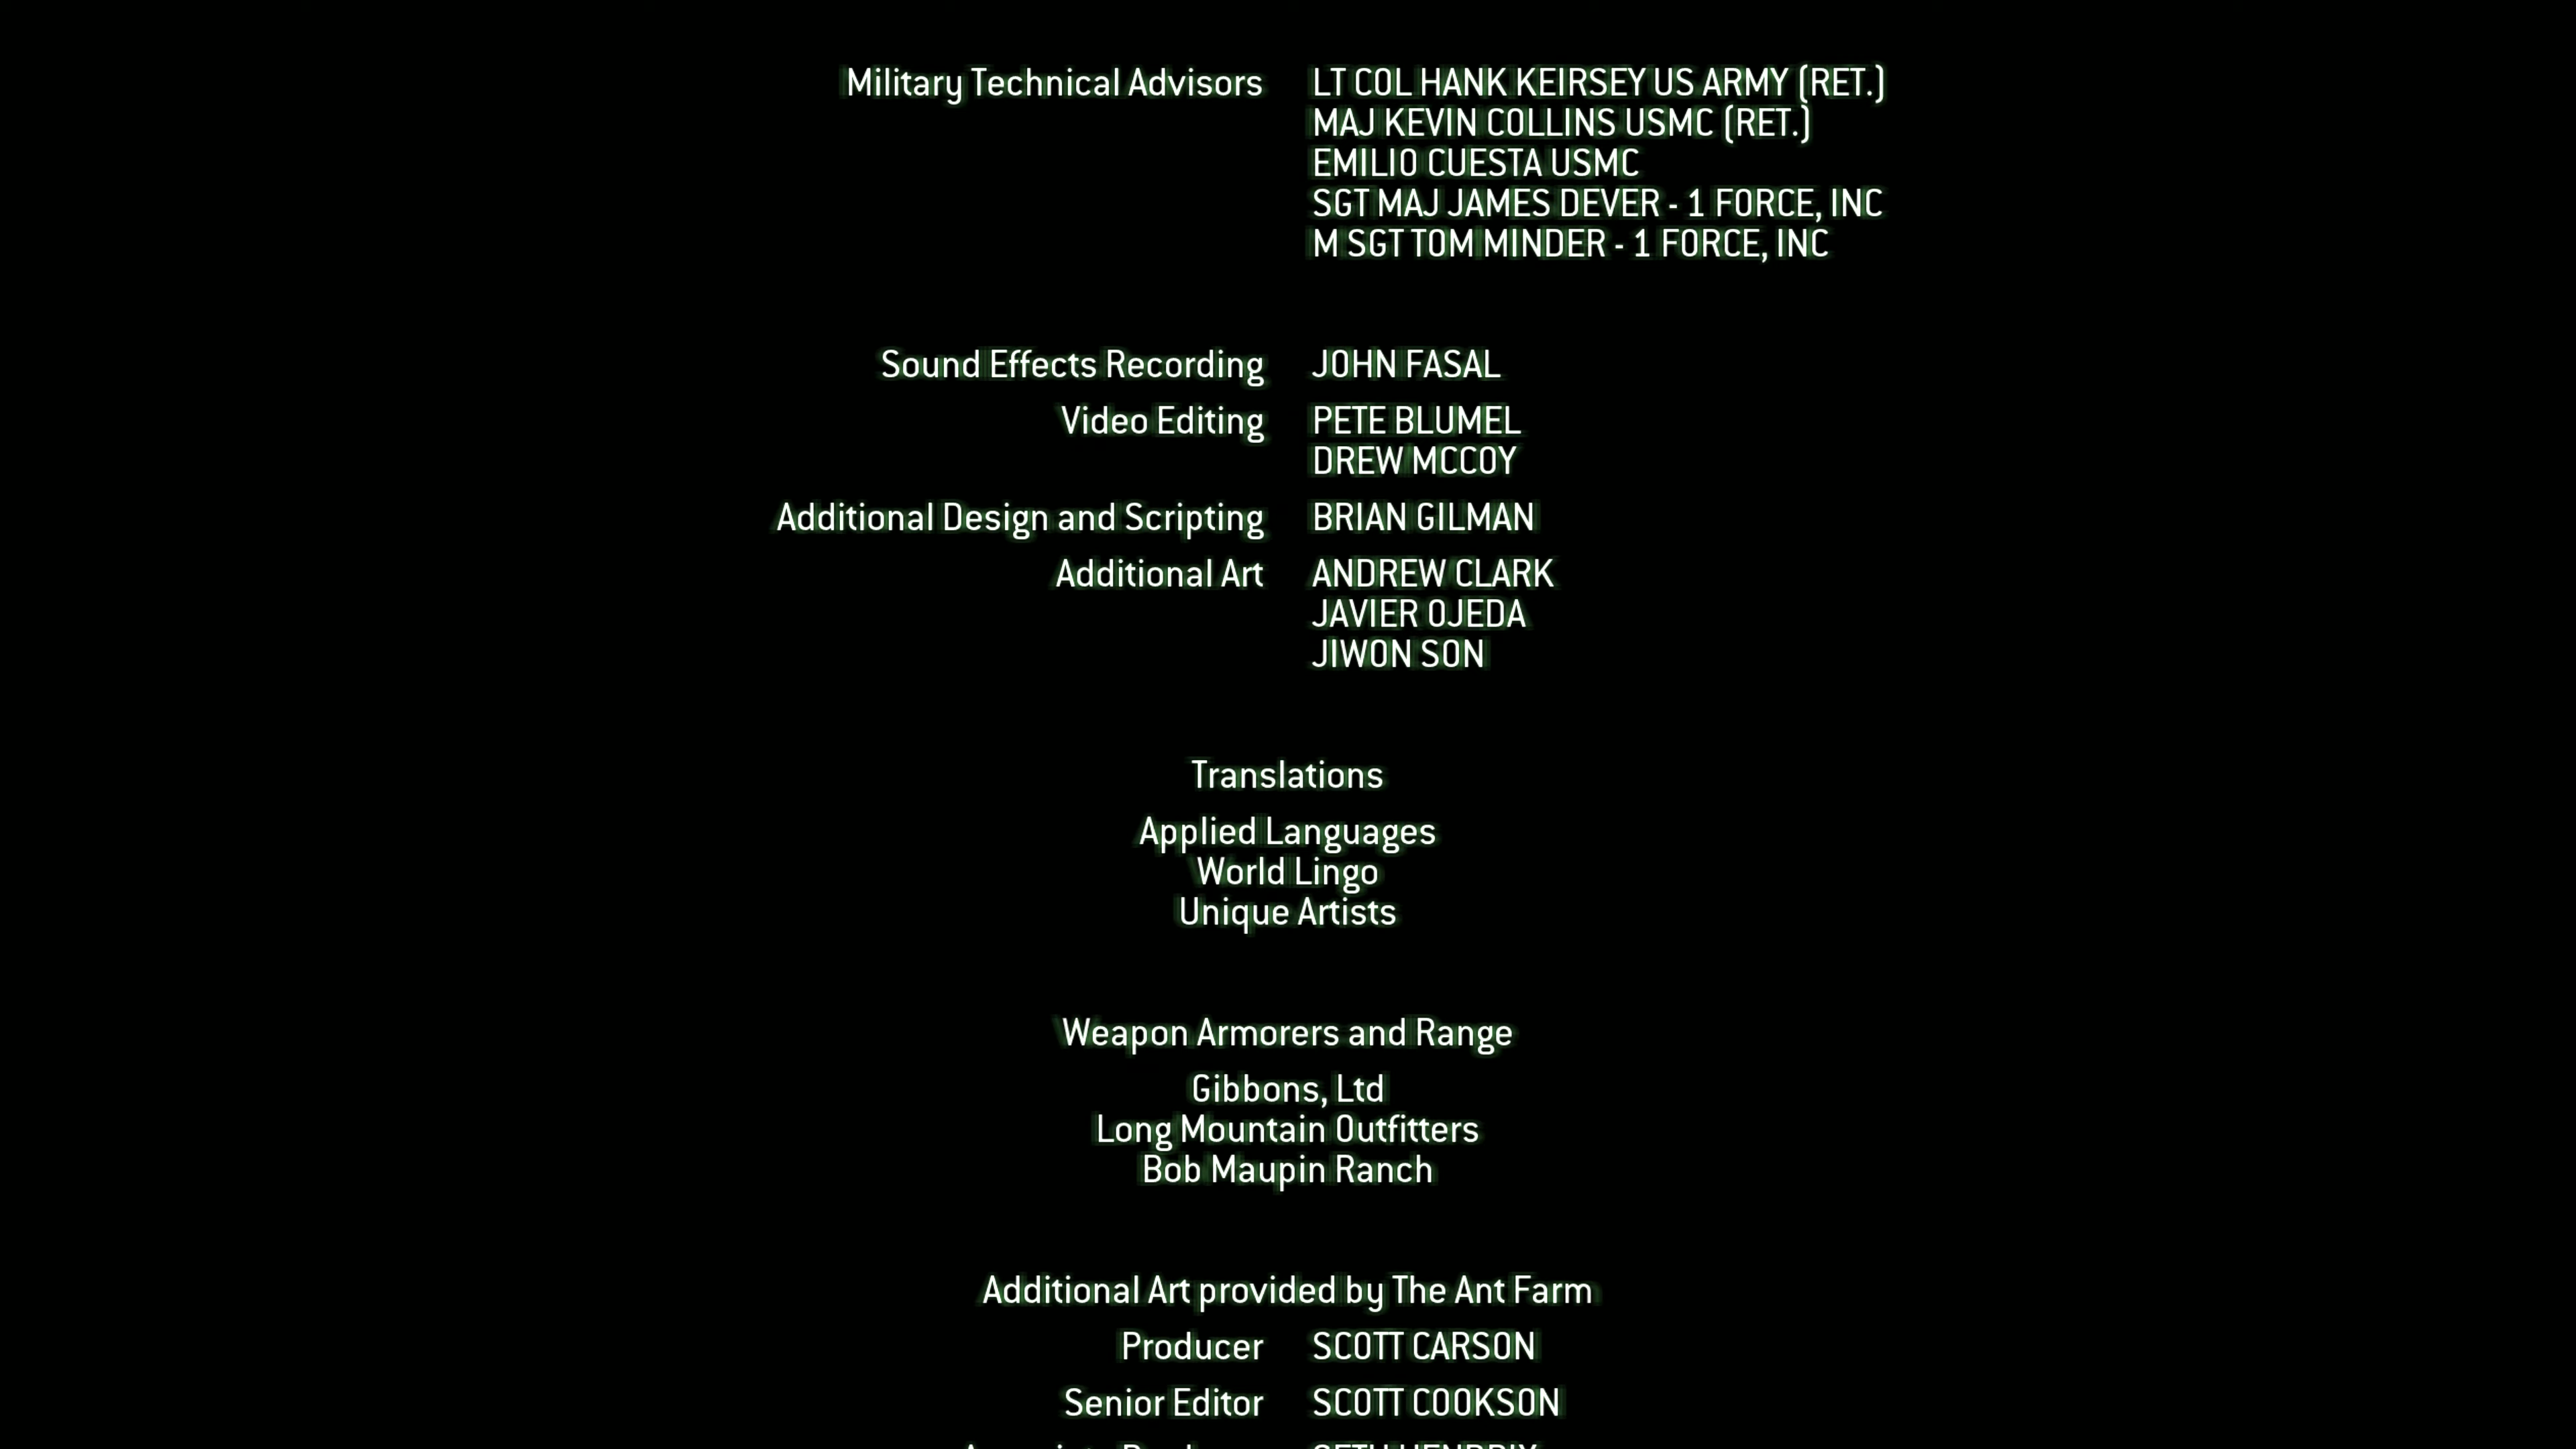 Military Technical Advisors LT COL HANK KEIRSEY US ARMY (RET.)
MAJ KEVIN COLLINS USMC (RET.)
EMILIO CUESTA USMC
SGT MAJ JAMES DEVER - 1 FORCE, INC
M SGT TOM MINDER - 1 FORCE, INC
Sound Effects Recording JOHN FASAL
Video Editing PETE BLUMEL
DREW MCCOY
Additional Design and Scripting BRIAN GILMAN
Additional Art ANDREW CLARK
JAVIER OJEDA
JIWON SON
Translations
Applied Languages
World Lingo
Unique Artists
Weapon Armorers and Range
Gibbons, Ltd
Long Mountain Outfitters
Bob Maupin Ranch
Additional Art provided by The Ant Farm
Producer SCOTT CARSON
Senior Editor SCOTT COOKSON